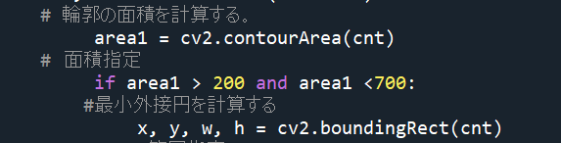 # 輪郭の面積を計算する。
area1 = cv2.contourArea(cnt)
# 面積指定
if area1 > 200 and area1 <700:
#最小外接円を計算する
x, y, w, h = cv2.boundingRect(cnt)